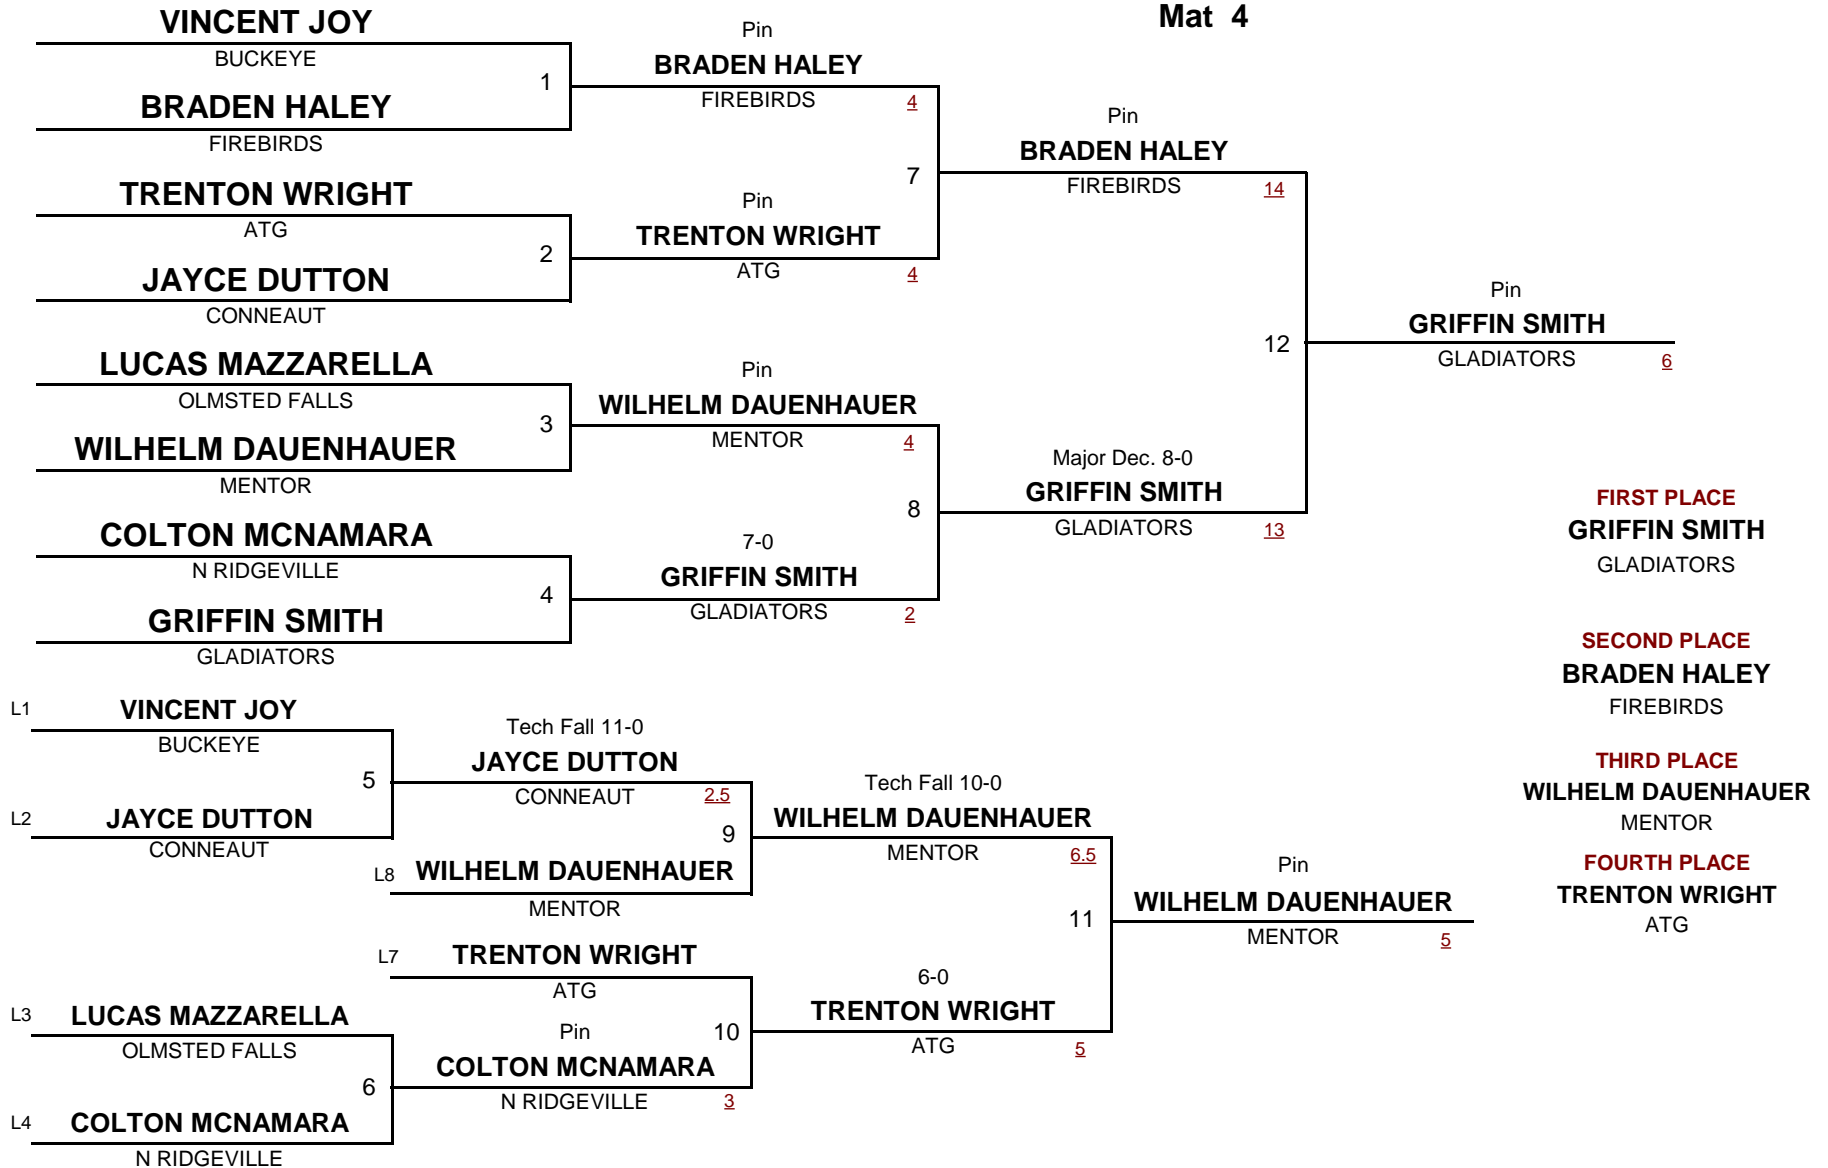 Mat 4
VINCENT JOY
BUCKEYE
1
BRADEN HALEY
FIREBIRDS
TRENTON WRIGHT
ATG
2
JAYCE DUTTON
CONNEAUT
LUCAS MAZZARELLA
OLMSTED FALLS
3
WILHELM DAUENHAUER
MENTOR
COLTON MCNAMARA
N RIDGEVILLE
4
GRIFFIN SMITH
GLADIATORS
Pin
BRADEN HALEY
FIREBIRDS 4
7
Pin
TRENTON WRIGHT
ATG 4
Pin
WILHELM DAUENHAUER
MENTOR 4
8
7-0
GRIFFIN SMITH
GLADIATORS 2
Pin
BRADEN HALEY
FIREBIRDS 14
12
Major Dec. 8-0
GRIFFIN SMITH
GLADIATORS 13
Pin
GRIFFIN SMITH
GLADIATORS 6
L1 VINCENT JOY
BUCKEYE
5
L2 JAYCE DUTTON
CONNEAUT
L3 LUCAS MAZZARELLA
OLMSTED FALLS
6
L4 COLTON MCNAMARA
N RIDGEVILLE
Tech Fall 11-0
JAYCE DUTTON
CONNEAUT 2.5
9
L8 WILHELM DAUENHAUER
MENTOR
L7 TRENTON WRIGHT
ATG
10
Pin
COLTON MCNAMARA
N RIDGEVILLE 3
Tech Fall 10-0
WILHELM DAUENHAUER
MENTOR 6.5
11
6-0
TRENTON WRIGHT
ATG 5
Pin
WILHELM DAUENHAUER
MENTOR 5
FIRST PLACE
GRIFFIN SMITH
GLADIATORS
SECOND PLACE
BRADEN HALEY
FIREBIRDS
THIRD PLACE
WILHELM DAUENHAUER
MENTOR
FOURTH PLACE
TRENTON WRIGHT
ATG